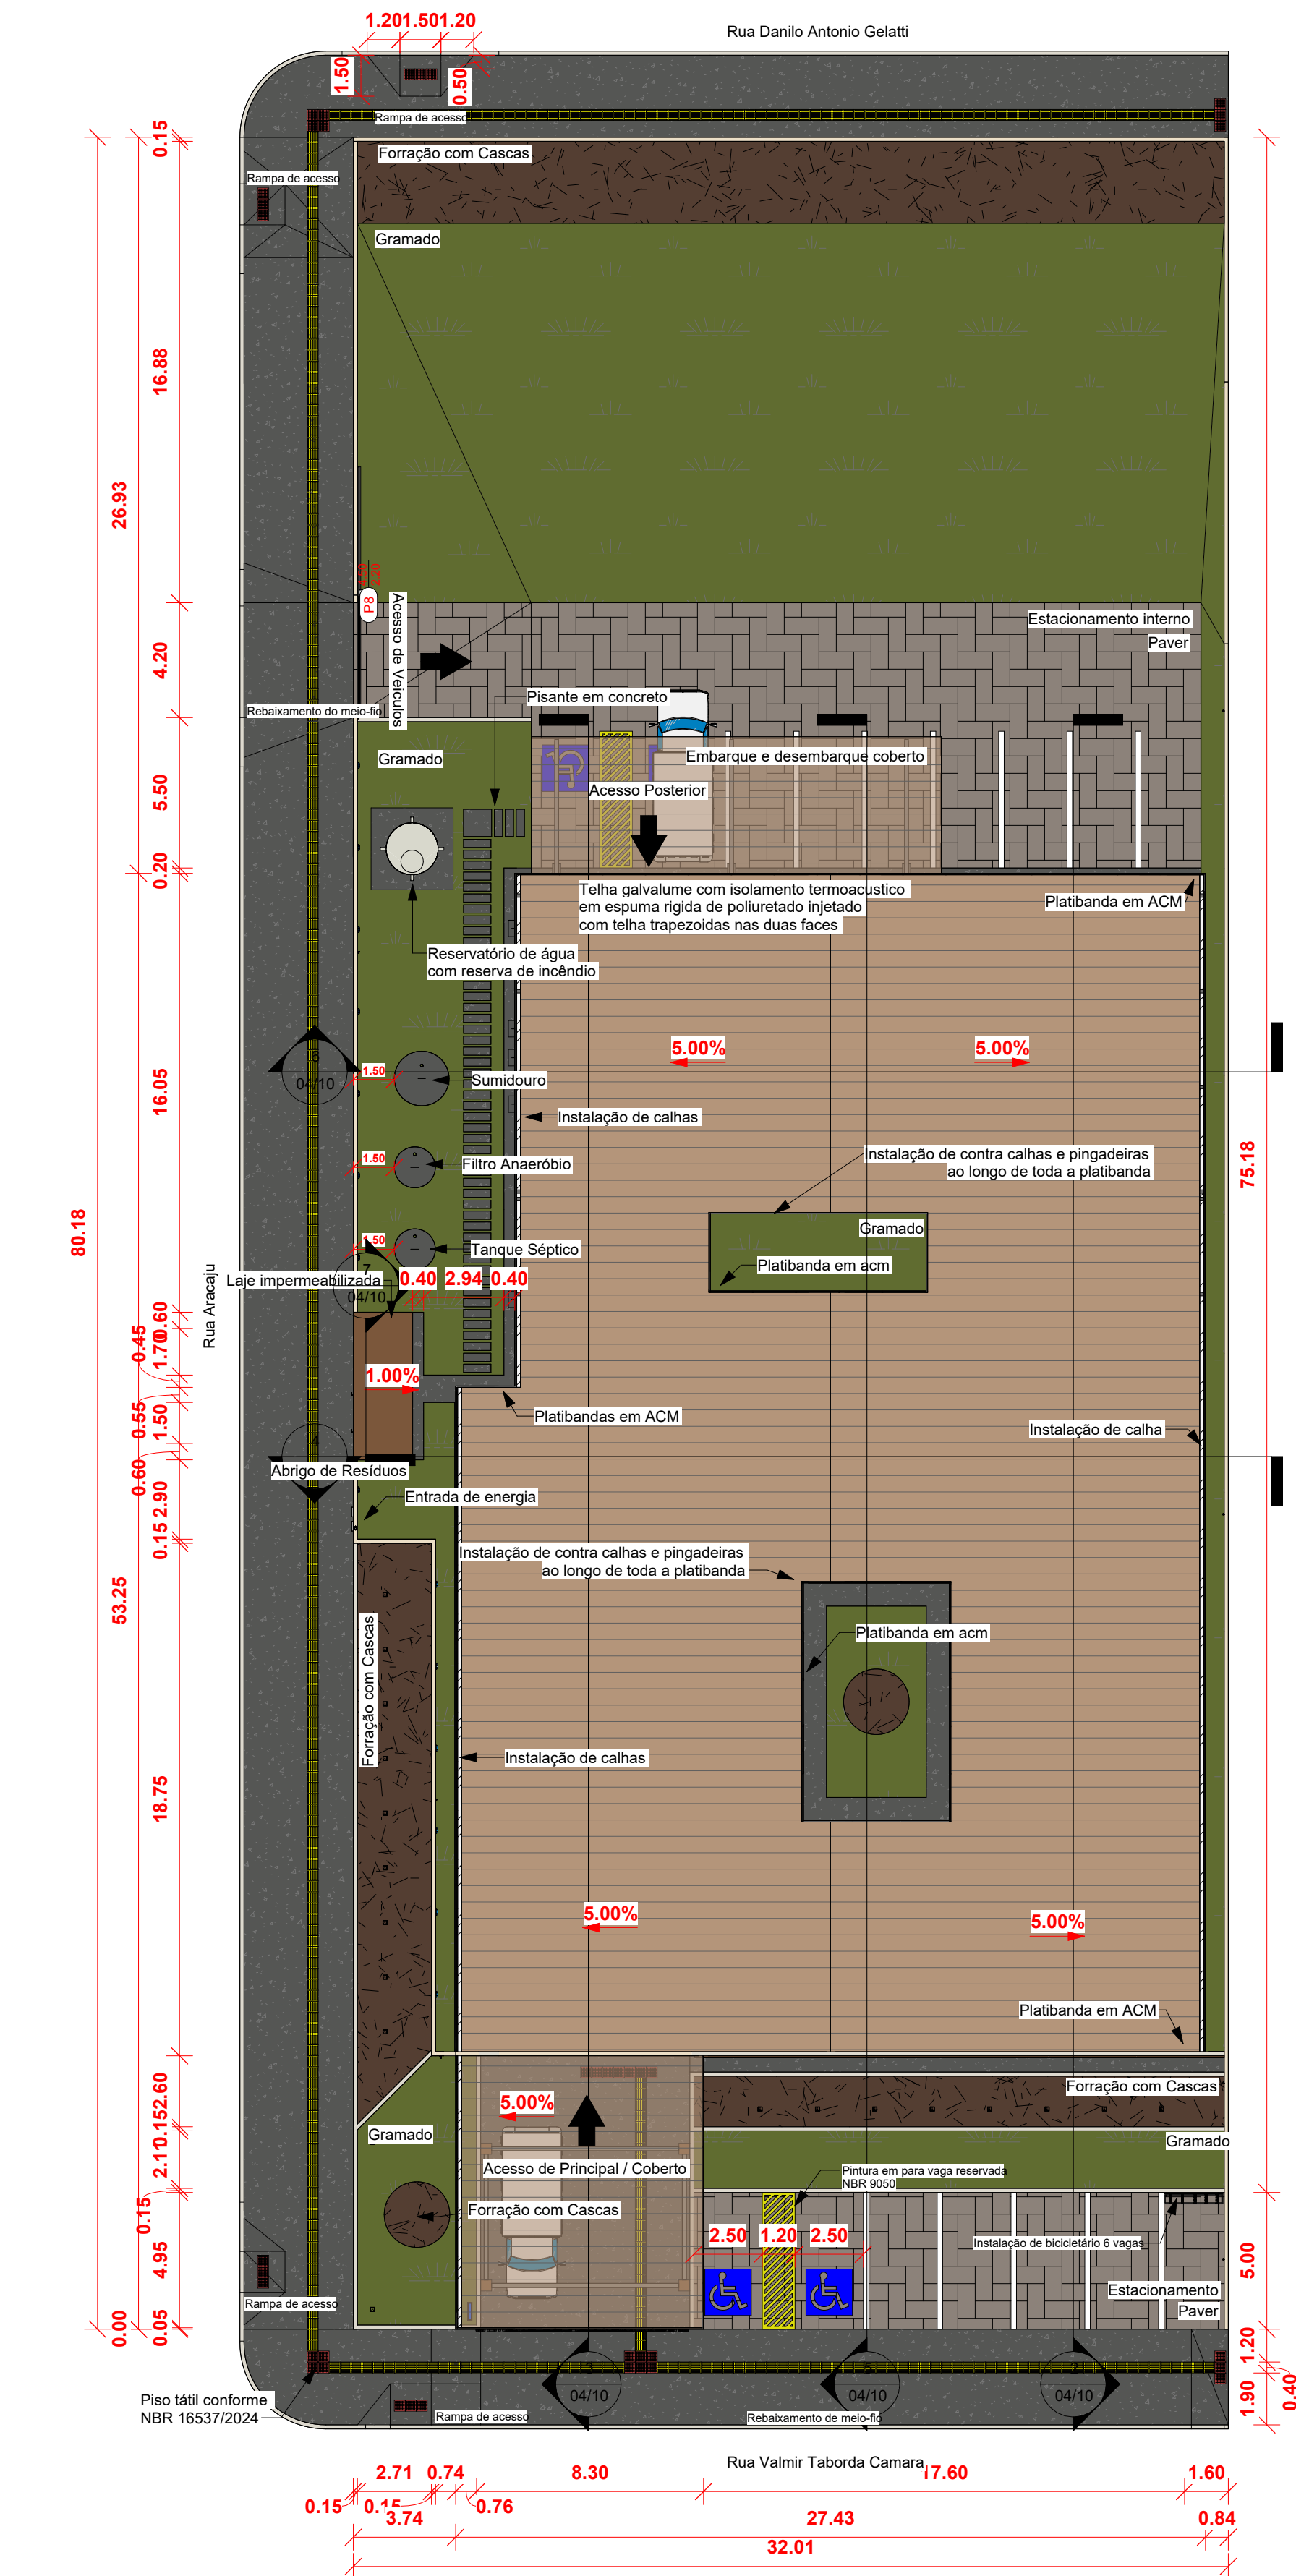 1.20
1.50
1.20
Rua Danilo Antonio Gelatti
1.50
0.50
Rampa de acesso
0.15
Forração com Cascas
Rampa de acesso
Gramado
16.88
26.93
2.20
P8
Acesso de Veiculos
Estacionamento interno
Paver
4.20
Pisante em concreto
Rebaixamento do meio-fio
Gramado
Embarque e desembarque coberto
Acesso Posterior
5.50
0.20
Telha galvalume com isolamento termoacustico
em espuma rigida de poliuretado injetado
com telha trapezoidas nas duas faces
Platibanda em ACM
Reservatório de água
com reserva de incêndio
5.00%
5.00%
1.50
04/10
Sumidouro
16.05
Instalação de calhas
Instalação de contra calhas e pingadeiras
ao longo de toda a platibanda
75.18
1.50
Filtro Anaeróbio
80.18
Gramado
1.50
Tanque Séptico
Platibanda em acm
7
04/10
Laje impermeabilizada
0.40
2.94
0.40
Rua Aracaju
0.60
0.45
1.70
1.00%
0.55
1.50
Platibandas em ACM
Instalação de calha
4
Abrigo de Resíduos
0.60
2.90
Entrada de energia
0.15
Instalação de contra calhas e pingadeiras
ao longo de toda a platibanda
53.25
Forração com Cascas
Platibanda em acm
Instalação de calhas
18.75
5.00%
5.00%
Platibanda em ACM
2.60
Forração com Cascas
5.00%
0.15
Gramado
Gramado
2.11
Acesso de Principal / Coberto
Pintura em para vaga reservada
NBR 9050
0.15
Forração com Cascas
2.50
1.20
2.50
Instalação de bicicletário 6 vagas
4.95
5.00
Estacionamento
Paver
Rampa de acesso
0.00
0.05
1.20
0.40
1.90
3
04/10
5
04/10
2
04/10
Piso tátil conforme
NBR 16537/2024
Rampa de acesso
Rebaixamento de meio-fio
Rua Valmir Taborda Camara
2.71
0.74
8.30
17.60
1.60
0.15
0.15
0.76
3.74
27.43
0.84
32.01